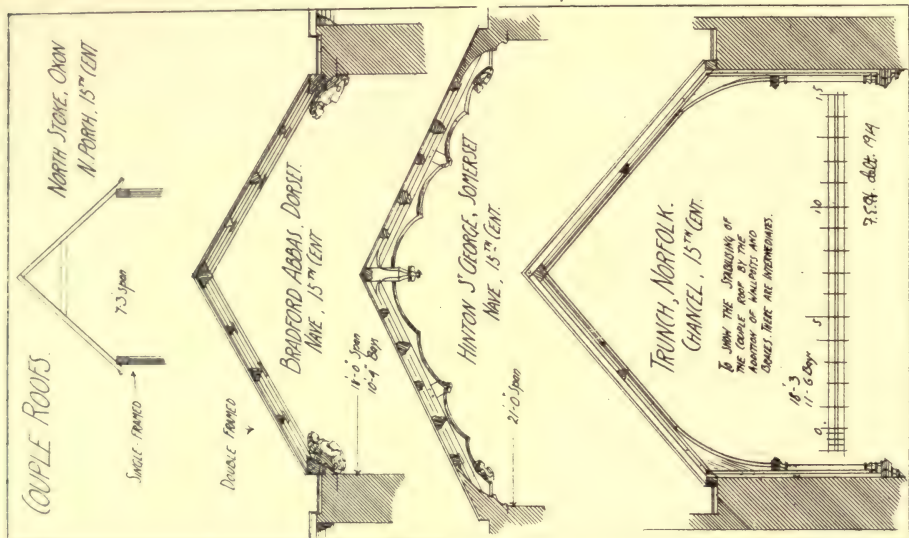 COUPLE ROOFS.
NORTH STOKE, OXON
N. PORCH. 15TH CENT
7'.3" Span
SINGLE FRAMED
DOUBLE FRAMED
BRADFORD ABBAS, DORSET.
NAVE, 15TH CENT
18'-0" Span
10'-4" Bay
HINTON ST GEORGE, SOMERSET
NAVE, 15TH CENT.
21'-0" Span
TRUNCH, NORFOLK.
CHANCEL, 15TH CENT.
TO SHOW THE STABILISING OF
THE COUPLE ROOF BY THE
ADDITION OF WALLPOSTS AND
BRACES. THERE ARE INTERMEDIATES.
18'-3
11'-6 Bay
0 5 10 15
F.E.H. delt. 1914